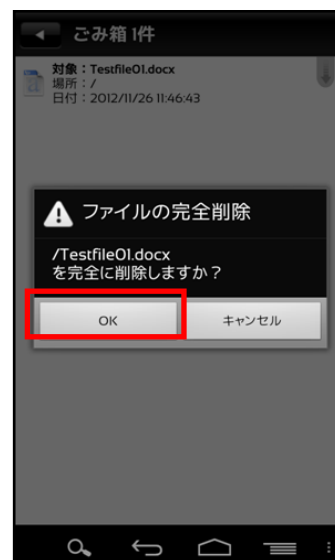 ごみ箱 1件
対象：Testfile01.docx
場所：/
日付：2012/11/26 11:46:43
ファイルの完全削除
/Testfile01.docx
を完全に削除しますか？
OK
キャンセル